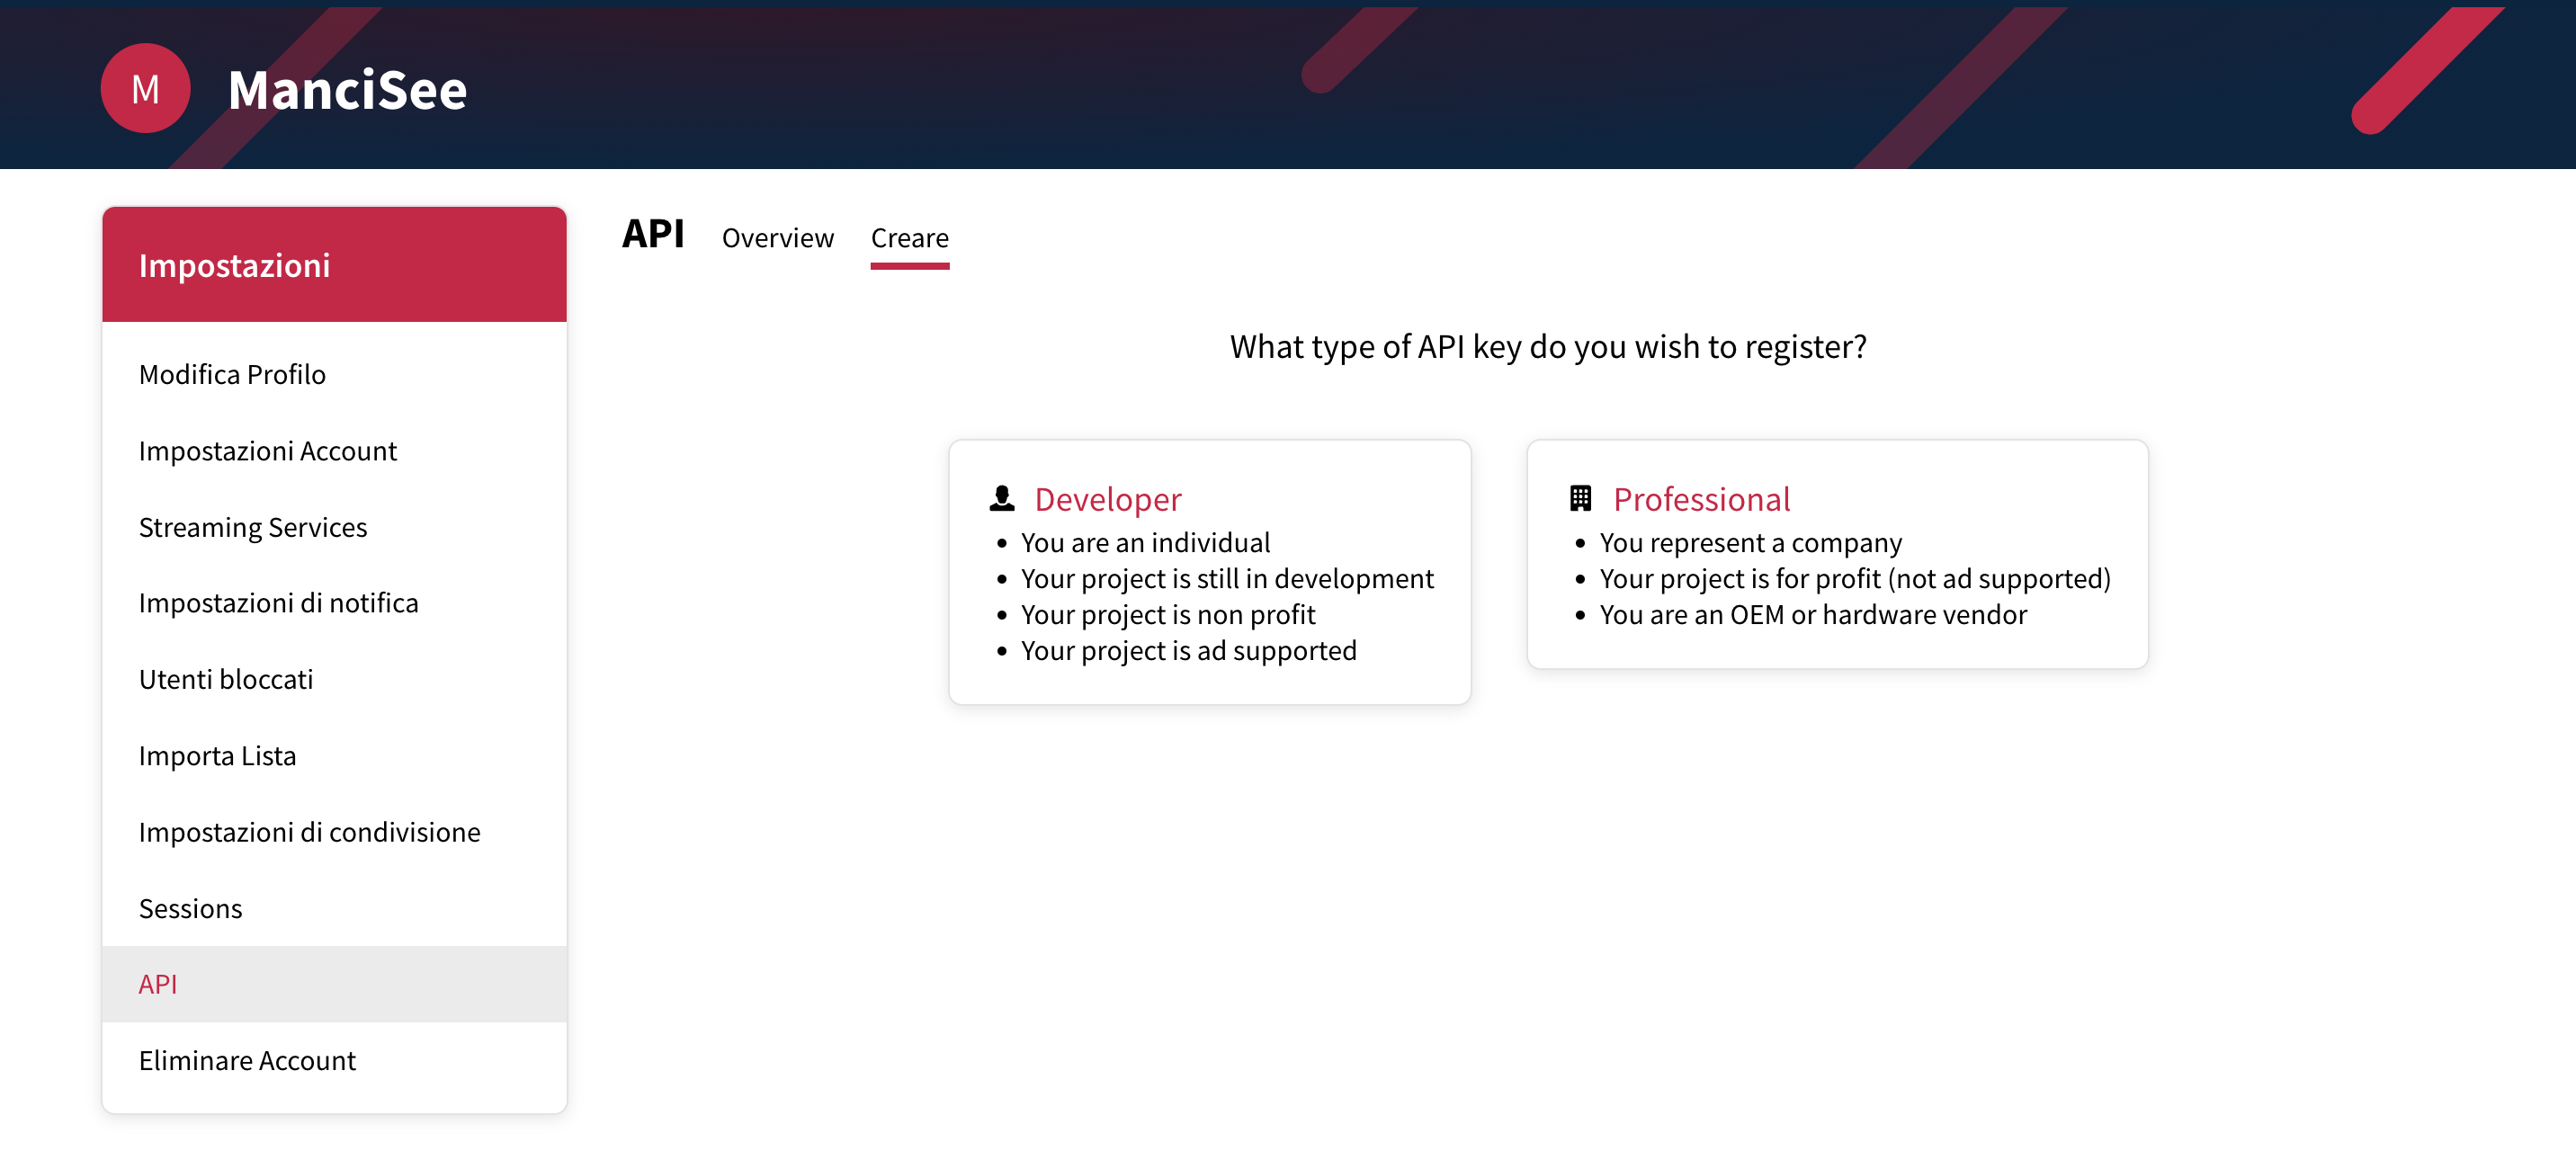 M
ManciSee
Impostazioni
Modifica Profilo
Impostazioni Account
Streaming Services
Impostazioni di notifica
Utenti bloccati
Importa Lista
Impostazioni di condivisione
Sessions
API
Eliminare Account
API Overview Creare
What type of API key do you wish to register?
Developer
• You are an individual
• Your project is still in development
• Your project is non profit
• Your project is ad supported
Professional
• You represent a company
• Your project is for profit (not ad supported)
• You are an OEM or hardware vendor